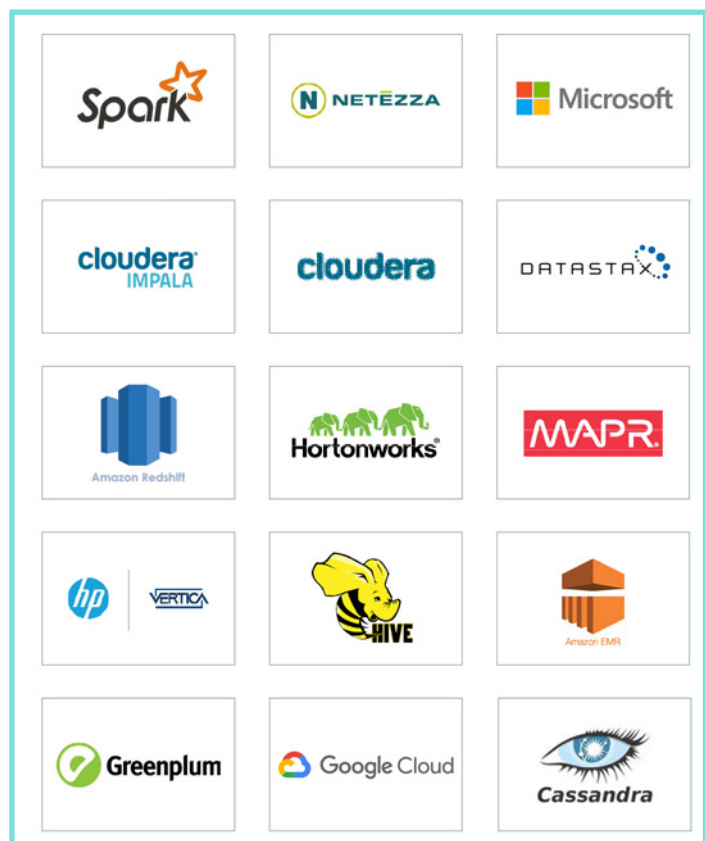 Spark
N NETĒZZA
Microsoft
cloudera®
IMPALA
cloudera
DATASTAX
Amazon Redshift
Hortonworks®
MAPR®
hp VERTICA
HIVE
Amazon EMR
Greenplum
Google Cloud
Cassandra